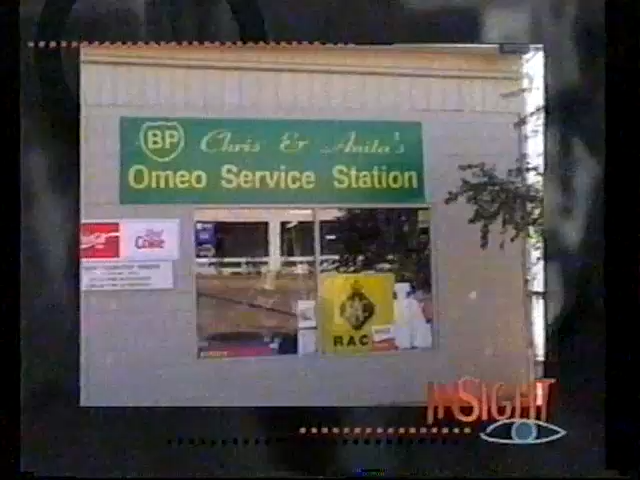 BP Chris & Anita's
Omeo Service Station
Coke
RAC
INSIGHT